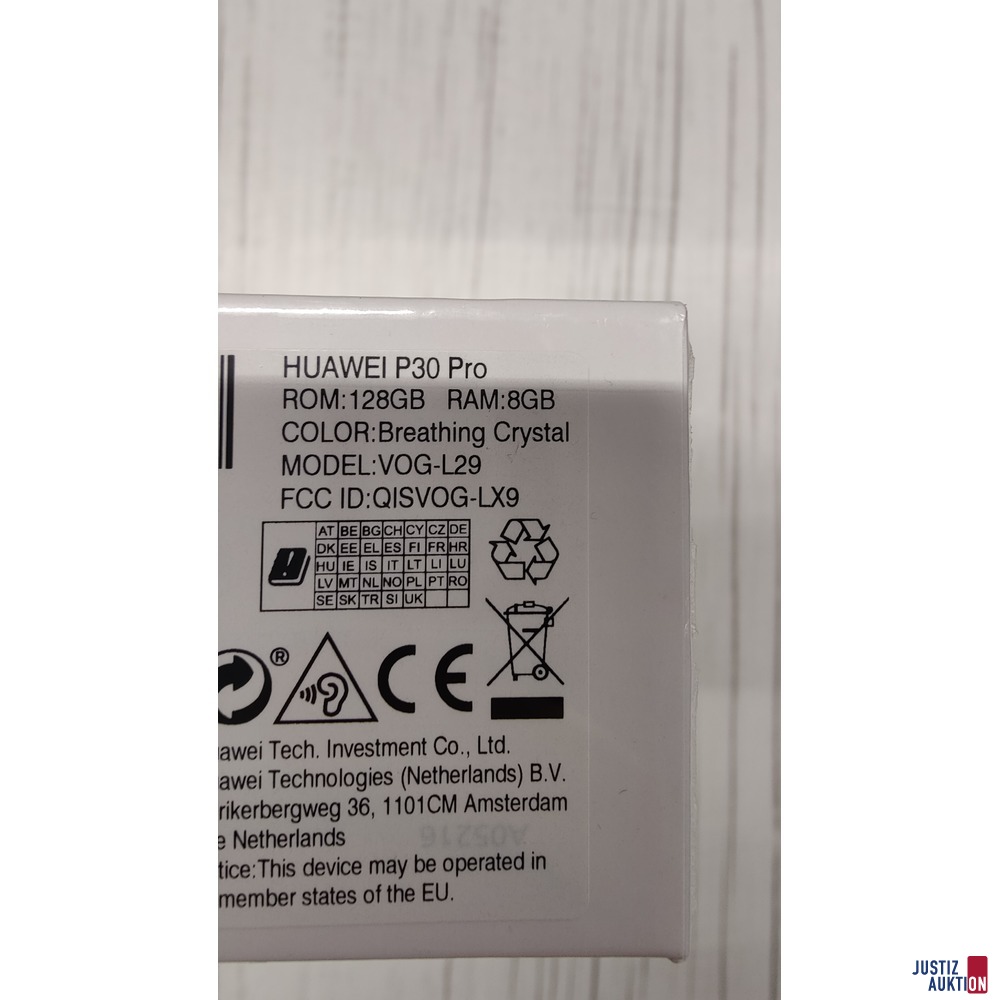 HUAWEI P30 Pro
ROM:128GB RAM:8GB
COLOR:Breathing Crystal
MODEL:VOG-L29
FCC ID:QISVOG-LX9
AT BE BG CH CY CZ DE
DK EE EL ES FI FR HR
HU IE IS IT LT LI LU
LV MT NL NO PL PT RO
SE SK TR SI UK
® CE
awei Tech. Investment Co., Ltd.
awei Technologies (Netherlands) B.V.
rikerbergweg 36, 1101CM Amsterdam
e Netherlands
A05216
tice:This device may be operated in
member states of the EU.
JUSTIZ
AUKTION